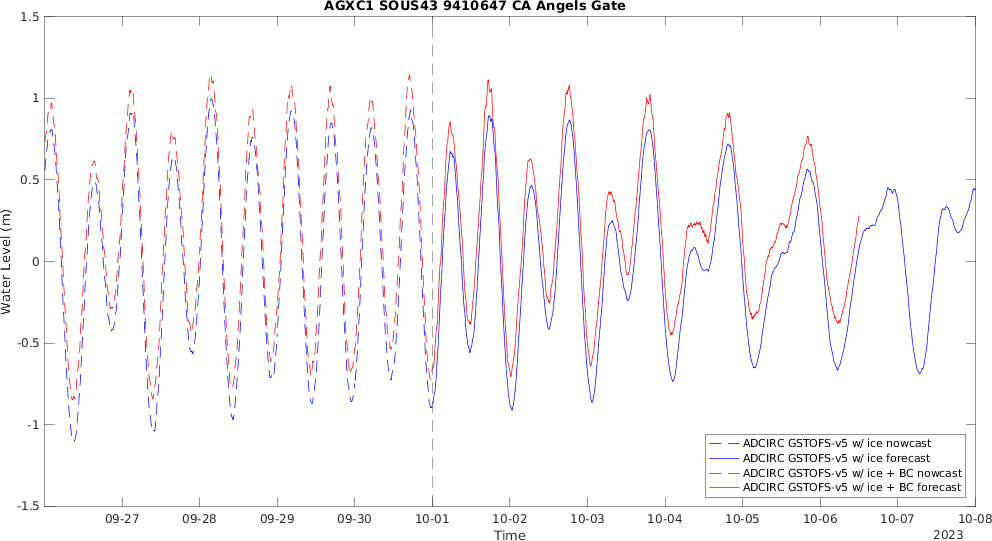 AGXC1 SOUS43 9410647 CA Angels Gate
1.5
1
0.5
0
-0.5
-1
-1.5
Water Level (m)
ADCIRC GSTOFS-v5 w/ ice nowcast
ADCIRC GSTOFS-v5 w/ ice forecast
ADCIRC GSTOFS-v5 w/ ice + BC nowcast
ADCIRC GSTOFS-v5 w/ ice + BC forecast
09-27 09-28 09-29 09-30 10-01 10-02 10-03 10-04 10-05 10-06 10-07 10-08
Time
2023